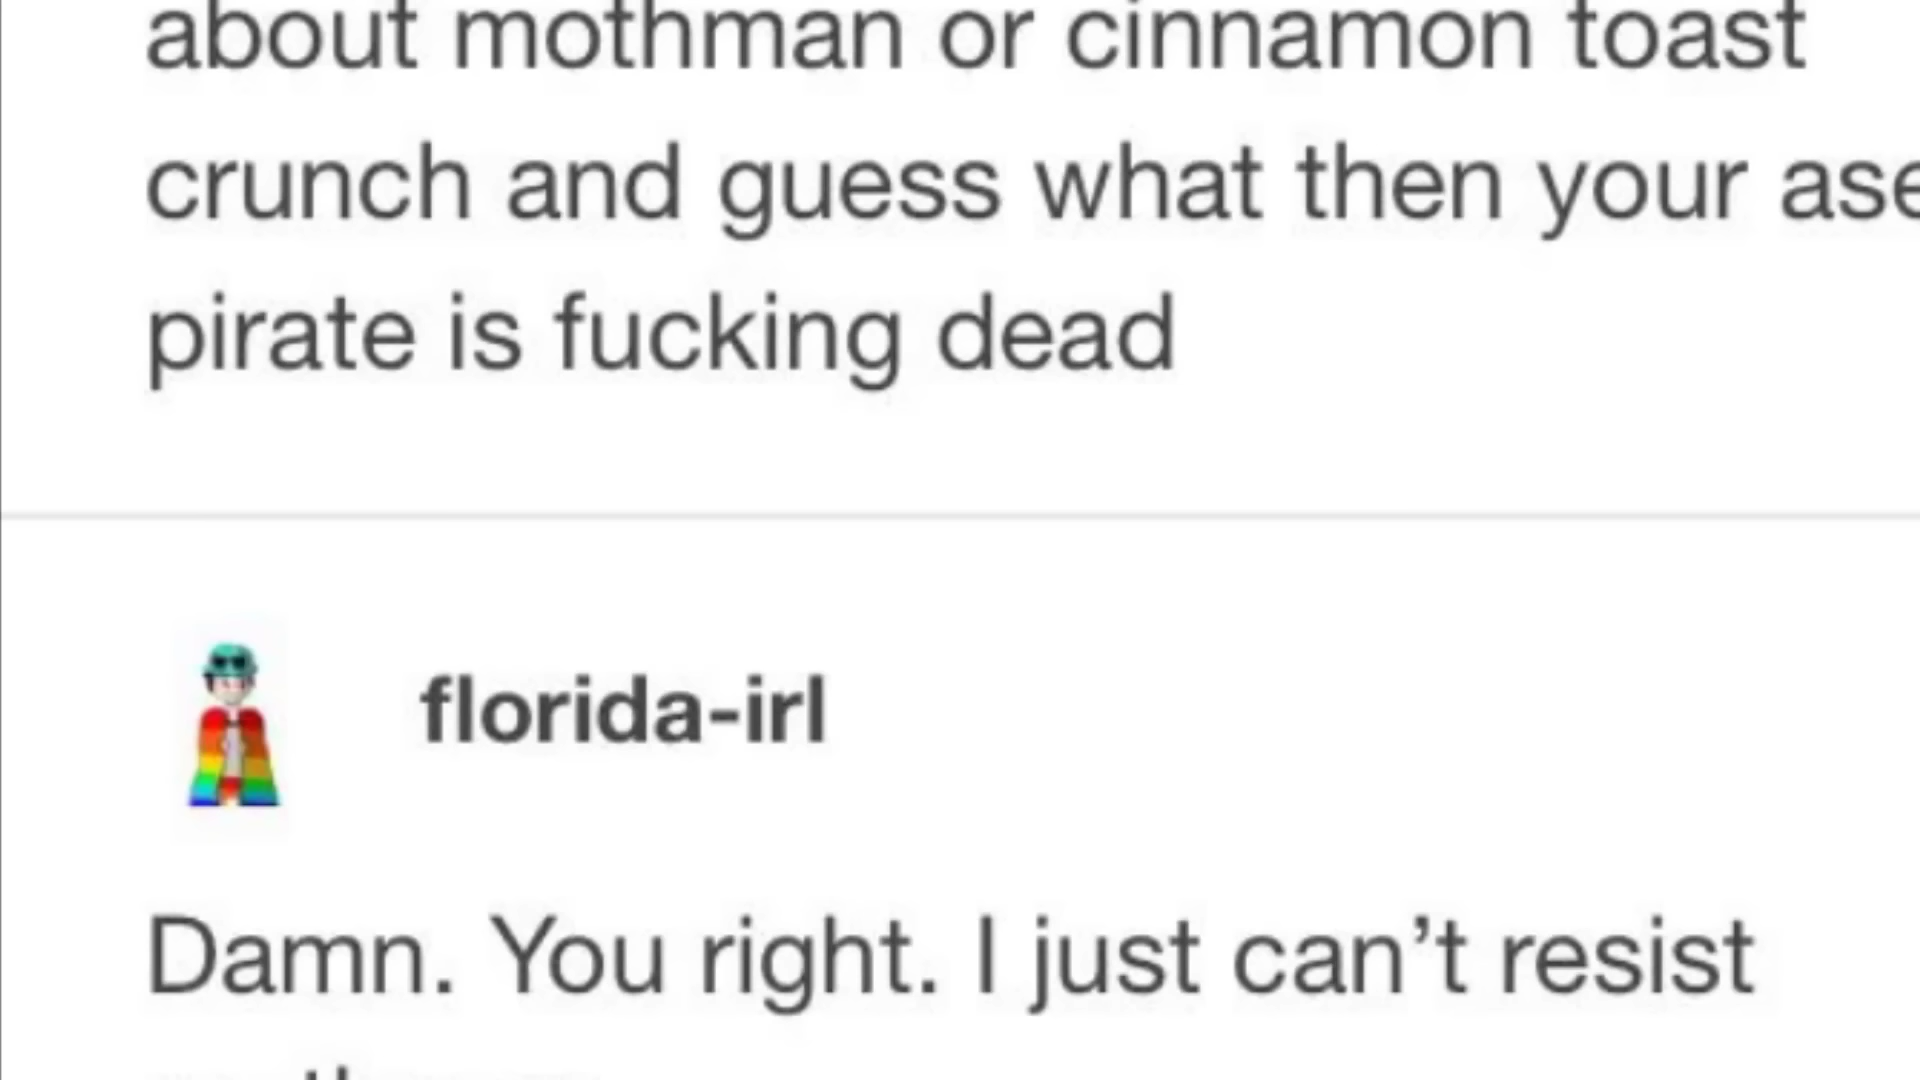 about mothman or cinnamon toast
crunch and guess what then your
pirate is fucking dead
florida-irl
Damn. You right. I just can’t resist